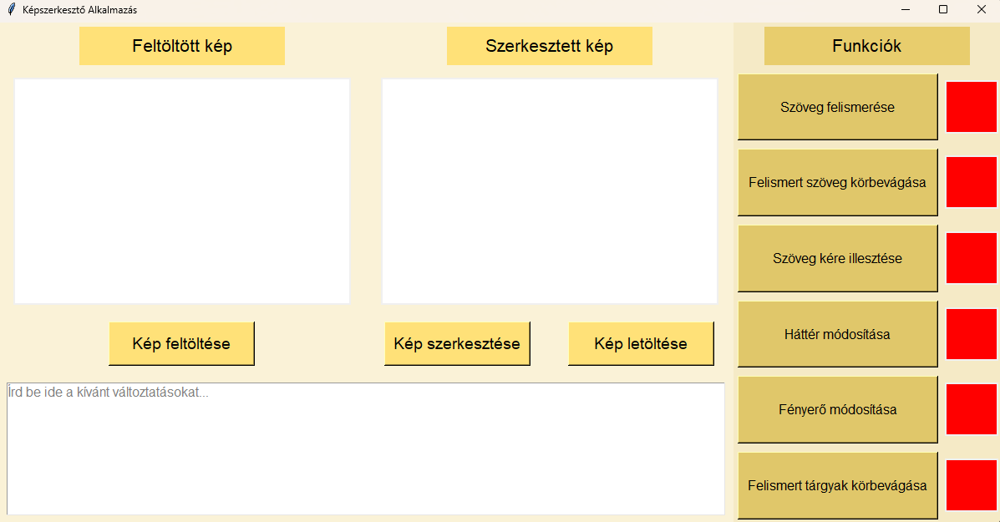 Képszerkesztő Alkalmazás
Feltöltött kép
Szerkesztett kép
Funkciók
Szöveg felismerése
Felismert szöveg körbevágása
Szöveg kére illesztése
Háttér módosítása
Fényerő módosítása
Felismert tárgyak körbevágása
Kép feltöltése
Kép szerkesztése
Kép letöltése
Írd be ide a kívánt változtatásokat...